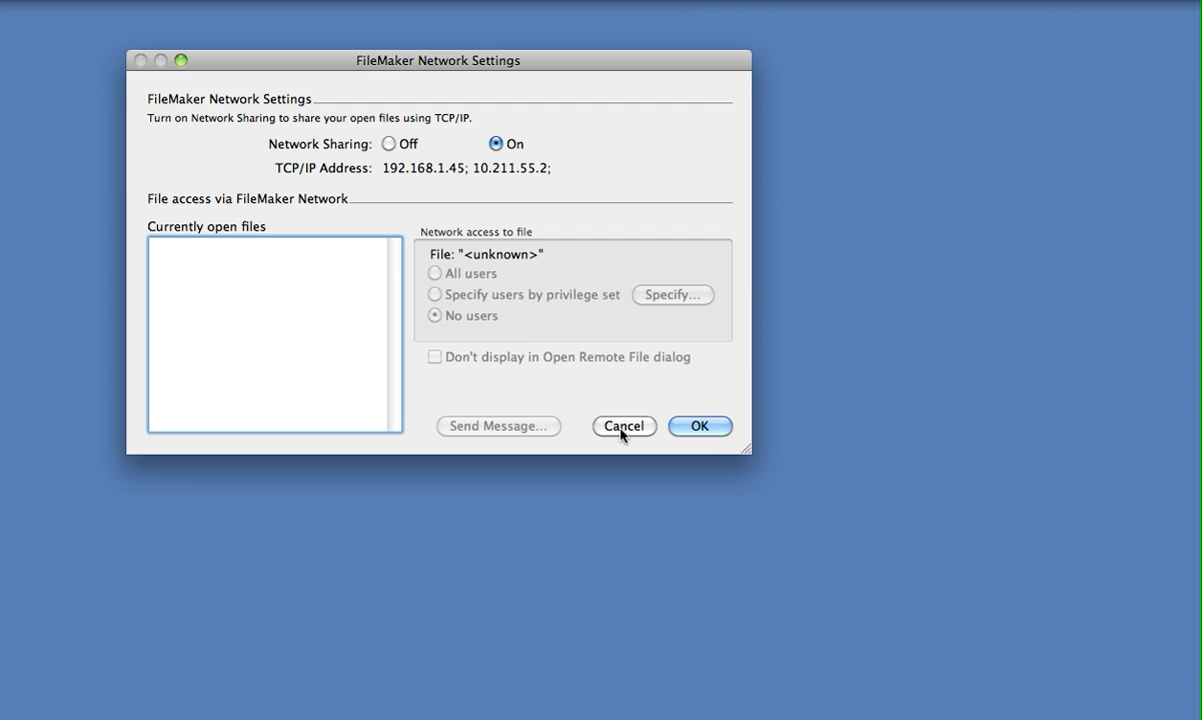 FileMaker Network Settings
FileMaker Network Settings
Turn on Network Sharing to share your open files using TCP/IP.
Network Sharing: Off On
TCP/IP Address: 192.168.1.45; 10.211.55.2;
File access via FileMaker Network
Currently open files
Network access to file
File: "<unknown>"
All users
Specify users by privilege set Specify...
No users
Don't display in Open Remote File dialog
Send Message... Cancel OK